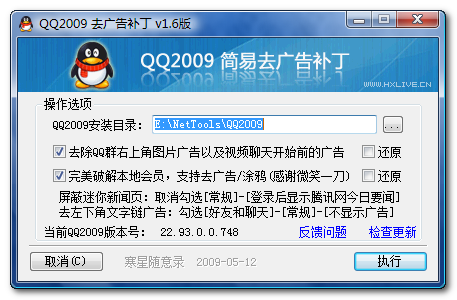 QQ2009 去广告补丁 v1.6版
QQ2009 简易去广告补丁
WWW.HXLIVE.CN
操作选项
QQ2009安装目录: E:\NetTools\QQ2009 ...
去除QQ群右上角图片广告以及视频聊天开始前的广告 还原
完美破解本地会员，支持去广告/涂鸦(感谢微笑一刀) 还原
屏蔽迷你新闻页: 取消勾选[常规]-[登录后显示腾讯网今日要闻]
去左下角文字链广告: 勾选[好友和聊天]-[常规]-[不显示广告]
当前QQ2009版本号: 22.93.0.0.748 反馈问题 检查更新
取消(C) 寒星随意录 2009-05-12 执行